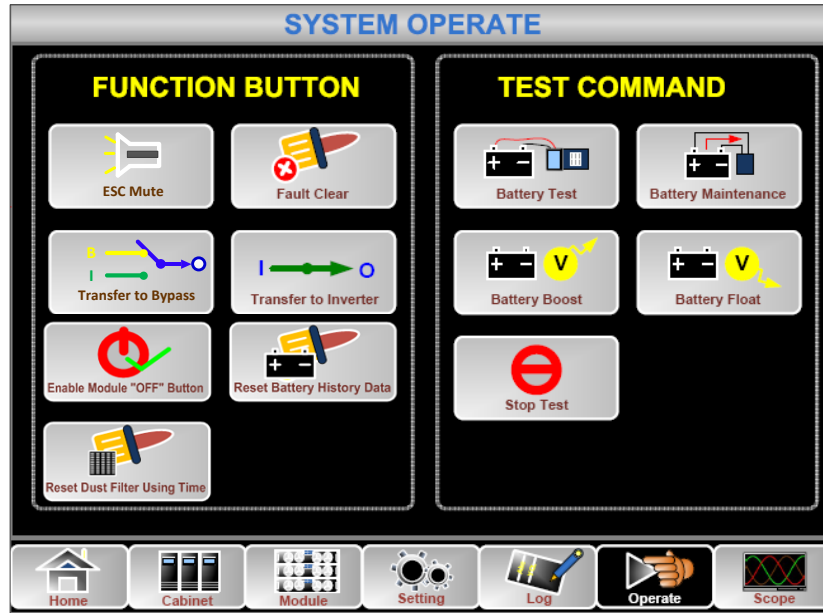 SYSTEM OPERATE
FUNCTION BUTTON
ESC Mute
Fault Clear
B
I
Transfer to Bypass
I O
Transfer to Inverter
Enable Module "OFF" Button
Reset Battery History Data
Reset Dust Filter Using Time
TEST COMMAND
Battery Test
Battery Maintenance
V
Battery Boost
V
Battery Float
Stop Test
Home
Cabinet
Module
Setting
Log
Operate
Scope